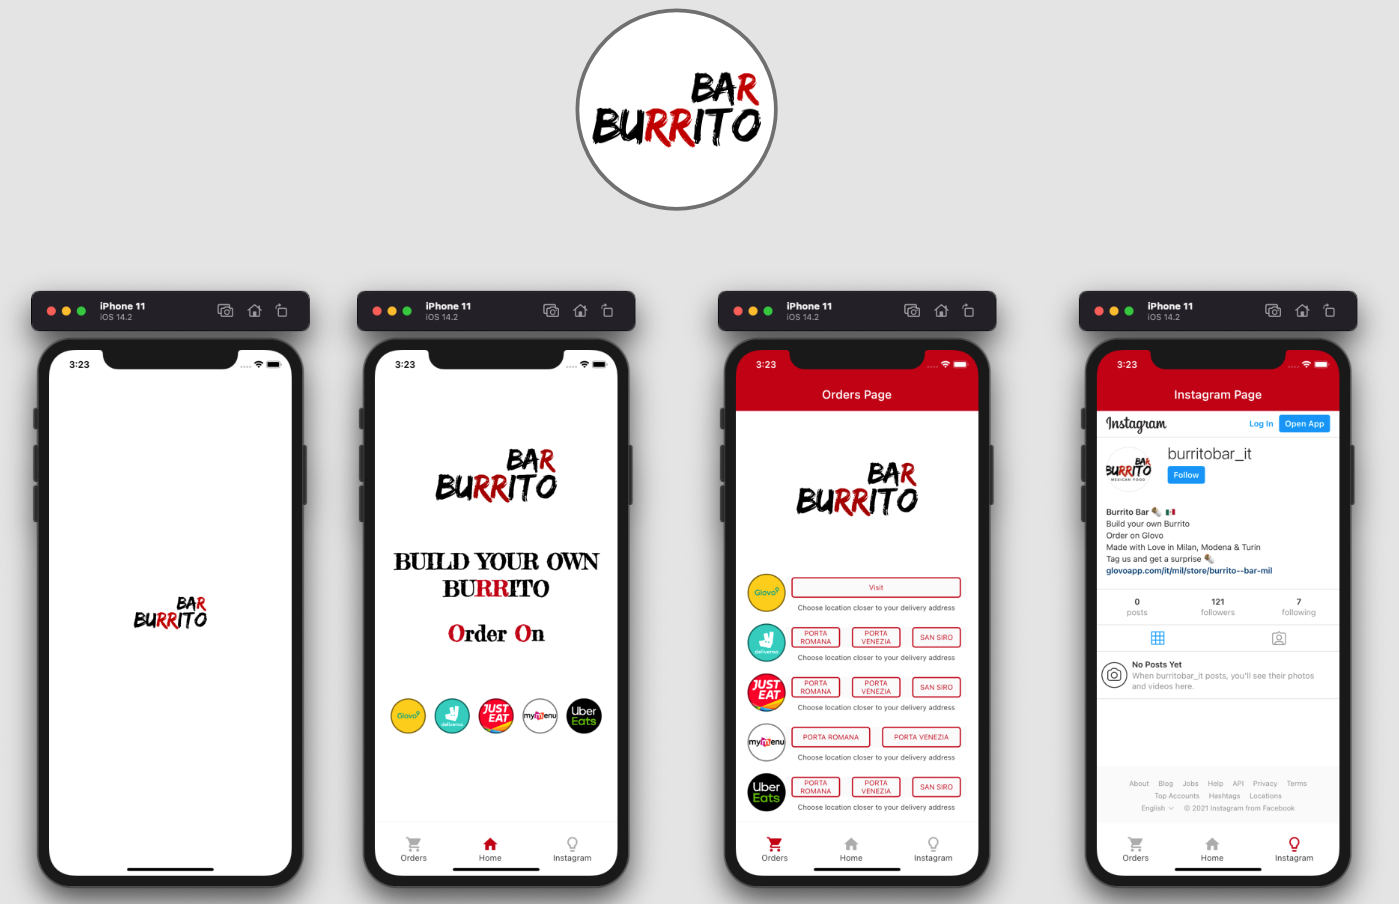 BAR
BURRITO
iPhone 11
iOS 14.2
3:23
BAR
BURRITO
iPhone 11
iOS 14.2
3:23
BAR
BURRITO
BUILD YOUR OWN
BURRITO
Order On
Glovo
deliveroo
JUST
EAT
mymenu
Uber
Eats
Orders
Home
Instagram
iPhone 11
iOS 14.2
3:23
Orders Page
BAR
BURRITO
Glovo
Visit
Choose location closer to your delivery address
deliveroo
PORTA
ROMANA
PORTA
VENEZIA
SAN SIRO
Choose location closer to your delivery address
JUST
EAT
PORTA
ROMANA
PORTA
VENEZIA
SAN SIRO
Choose location closer to your delivery address
mymenu
PORTA ROMANA
PORTA VENEZIA
Choose location closer to your delivery address
Uber
Eats
PORTA
ROMANA
PORTA
VENEZIA
SAN SIRO
Choose location closer to your delivery address
Orders
Home
Instagram
iPhone 11
iOS 14.2
3:23
Instagram Page
Instagram
Log In
Open App
BAR
BURRITO
MEXICAN FOOD
burritobar_it
Follow
Burrito Bar 🌯 🇲🇽
Build your own Burrito
Order on Glovo
Made with Love in Milan, Modena & Turin
Tag us and get a surprise 🌯
glovoapp.com/it/mil/store/burrito--bar-mil
0
posts
121
followers
7
following
No Posts Yet
When burritobar_it posts, you'll see their photos
and videos here.
About Blog Jobs Help API Privacy Terms
Top Accounts Hashtags Locations
English © 2021 Instagram from Facebook
Orders
Home
Instagram